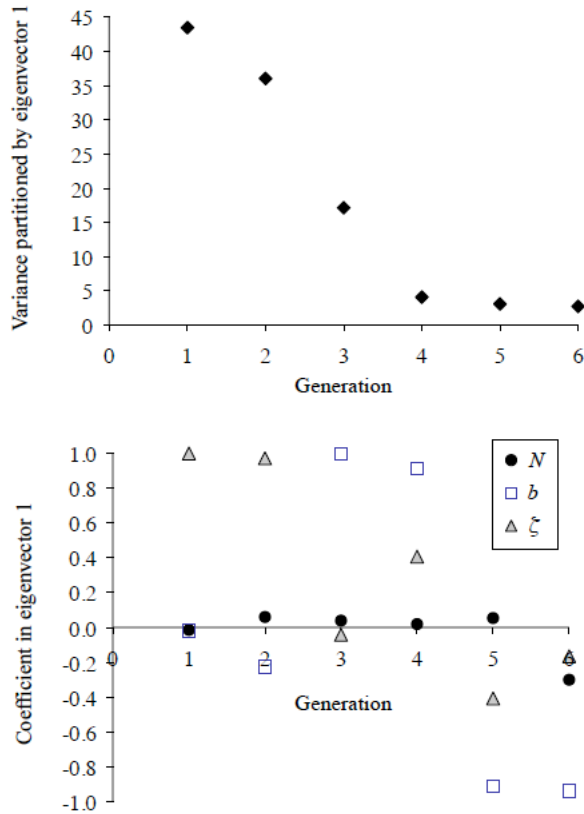 Variance partitioned by eigenvector 1
45
40
35
30
25
20
15
10
5
0
0 1 2 3 4 5 6
Generation
Coefficient in eigenvector 1
1.0
0.8
0.6
0.4
0.2
0.0
-0.2
-0.4
-0.6
-0.8
-1.0
0 1 2 3 4 5 6
Generation
N
b
ζ